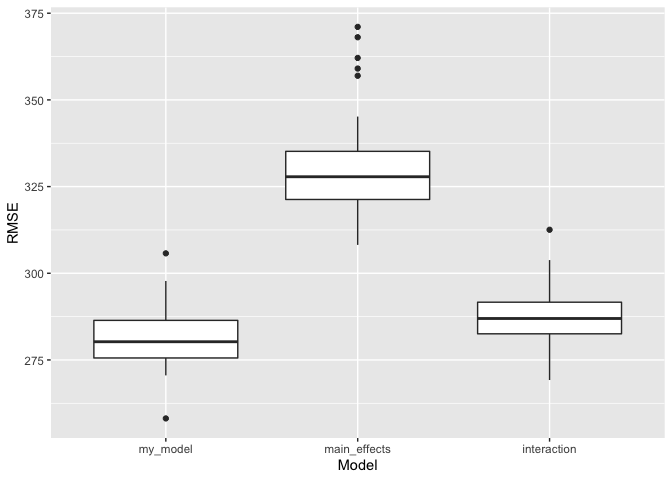 375
350
325
300
275
RMSE
my_model
main_effects
interaction
Model